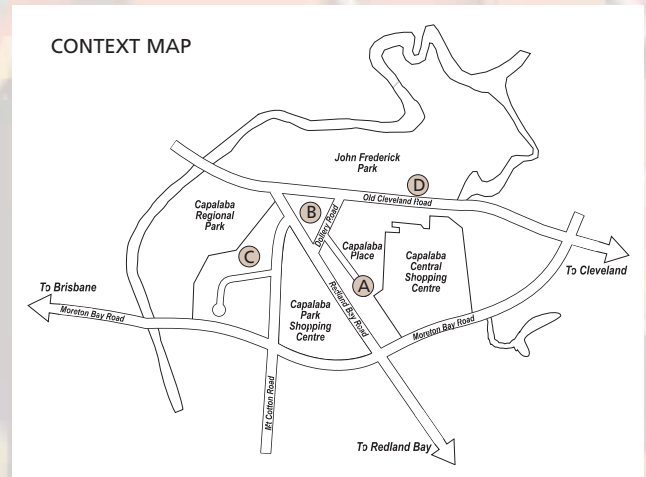 CONTEXT MAP
John Frederick
Park
D
Old Cleveland Road
Capalaba
Regional
Park
B
Dollery Road
C
Capalaba
Place
Capalaba
Central
Shopping
Centre
A
To Cleveland
To Brisbane
Moreton Bay Road
Redland Bay Road
Capalaba
Park
Shopping
Centre
Moreton Bay Road
Mt Cotton Road
To Redland Bay